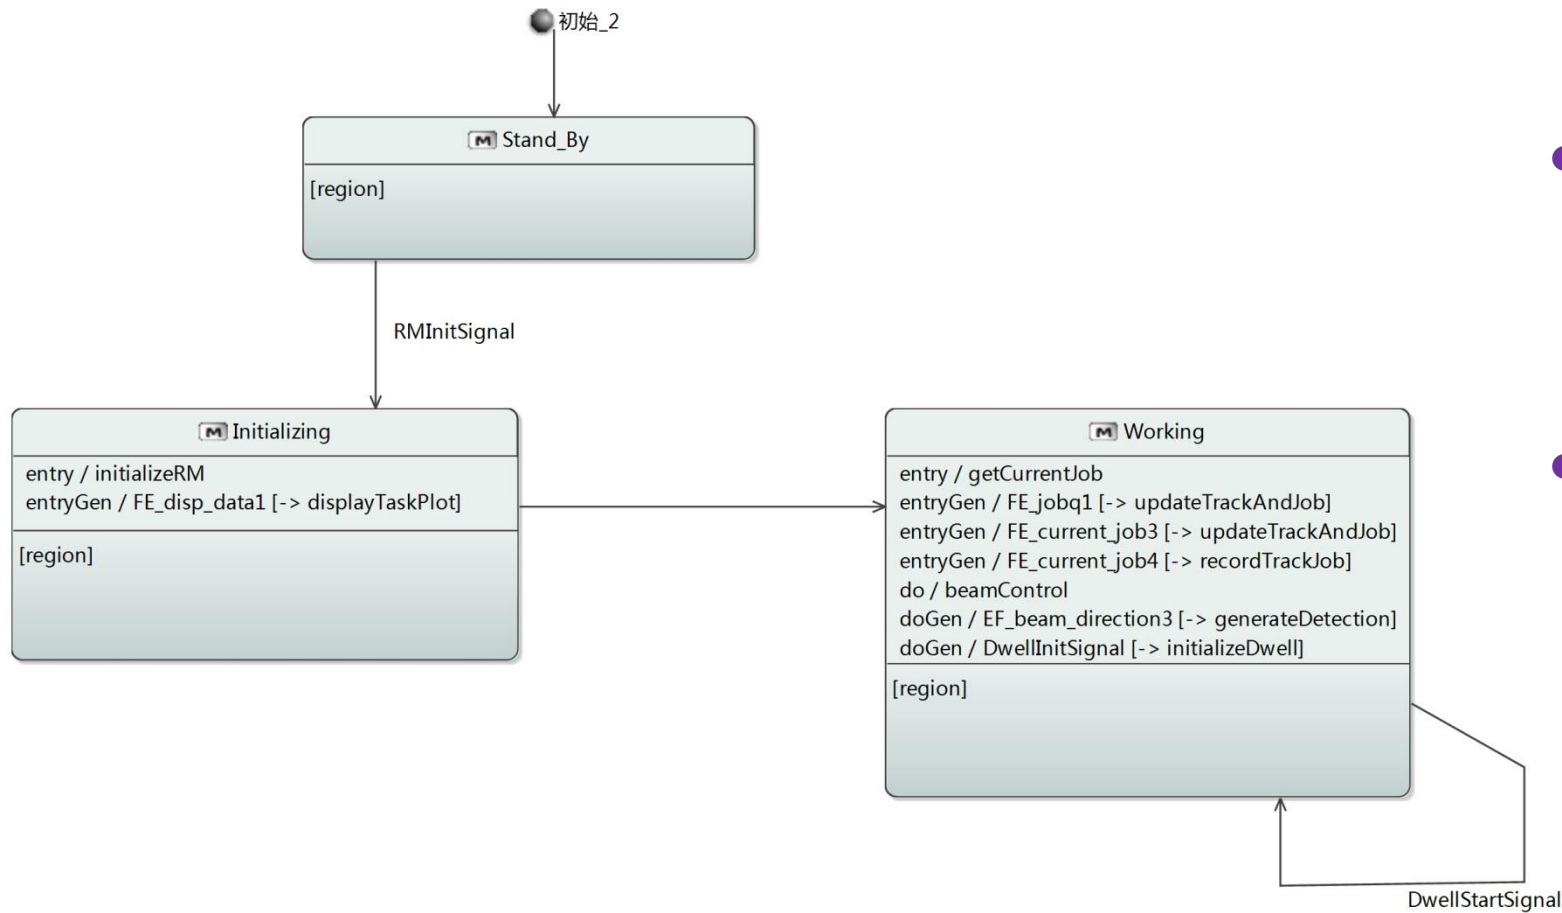 初始_2
M Stand_By
[region]
RMInitSignal
M Initializing
entry / initializeRM
entryGen / FE_disp_data1 [-> displayTaskPlot]
[region]
M Working
entry / getCurrentJob
entryGen / FE_jobq1 [-> updateTrackAndJob]
entryGen / FE_current_job3 [-> updateTrackAndJob]
entryGen / FE_current_job4 [-> recordTrackJob]
do / beamControl
doGen / EF_beam_direction3 [-> generateDetection]
doGen / DwellInitSignal [-> initializeDwell]
[region]
DwellStartSignal